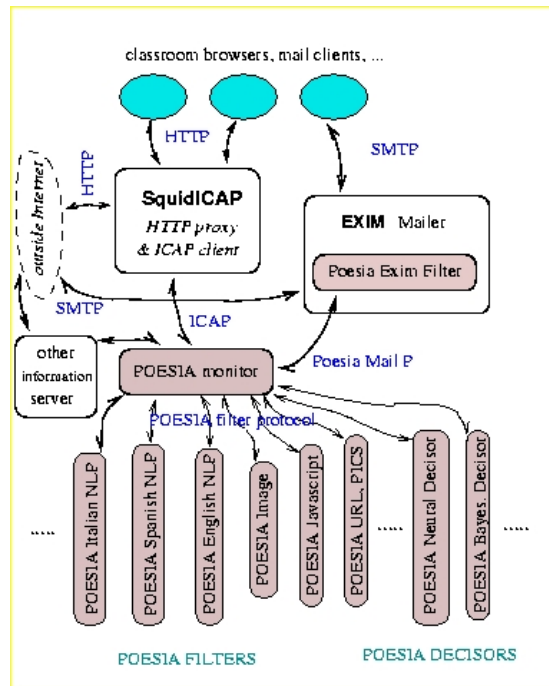 classroom browsers, mail clients, ...
HTTP
SMTP
HTTP
outside Internet
SquidICAP
HTTP proxy
& ICAP client
EXIM Mailer
Poesia Exim Filter
SMTP
ICAP
other
information
server
POESIA monitor
Poesia Mail P
POESIA filter protocol
.....
POESIA Italian NLP
POESIA Spanish NLP
POESIA English NLP
POESIA Image
POESIA Javascript
POESIA URL, PICS
.....
POESIA Neural Decisor
POESIA Bayes. Decisor
.....
POESIA FILTERS
POESIA DECISORS